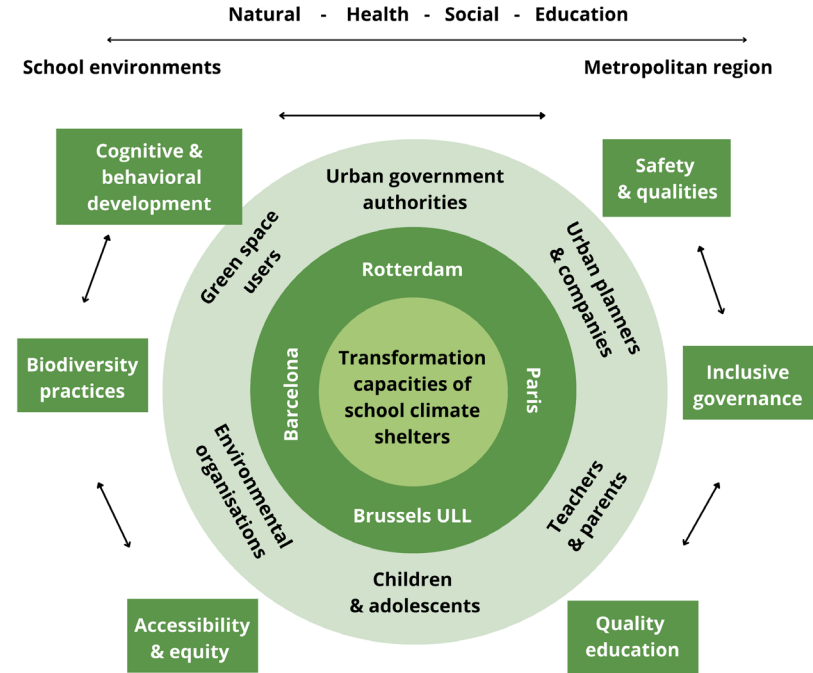 Natural - Health - Social - Education
School environments
Metropolitan region
Cognitive &
behavioral
development
Safety
& qualities
Urban government
authorities
Green space
users
Urban planners
& companies
Rotterdam
Biodiversity
practices
Barcelona
Transformation
capacities of
school climate
shelters
Paris
Inclusive
governance
Environmental
organisations
Brussels ULL
Teachers
& parents
Children
& adolescents
Accessibility
& equity
Quality
education